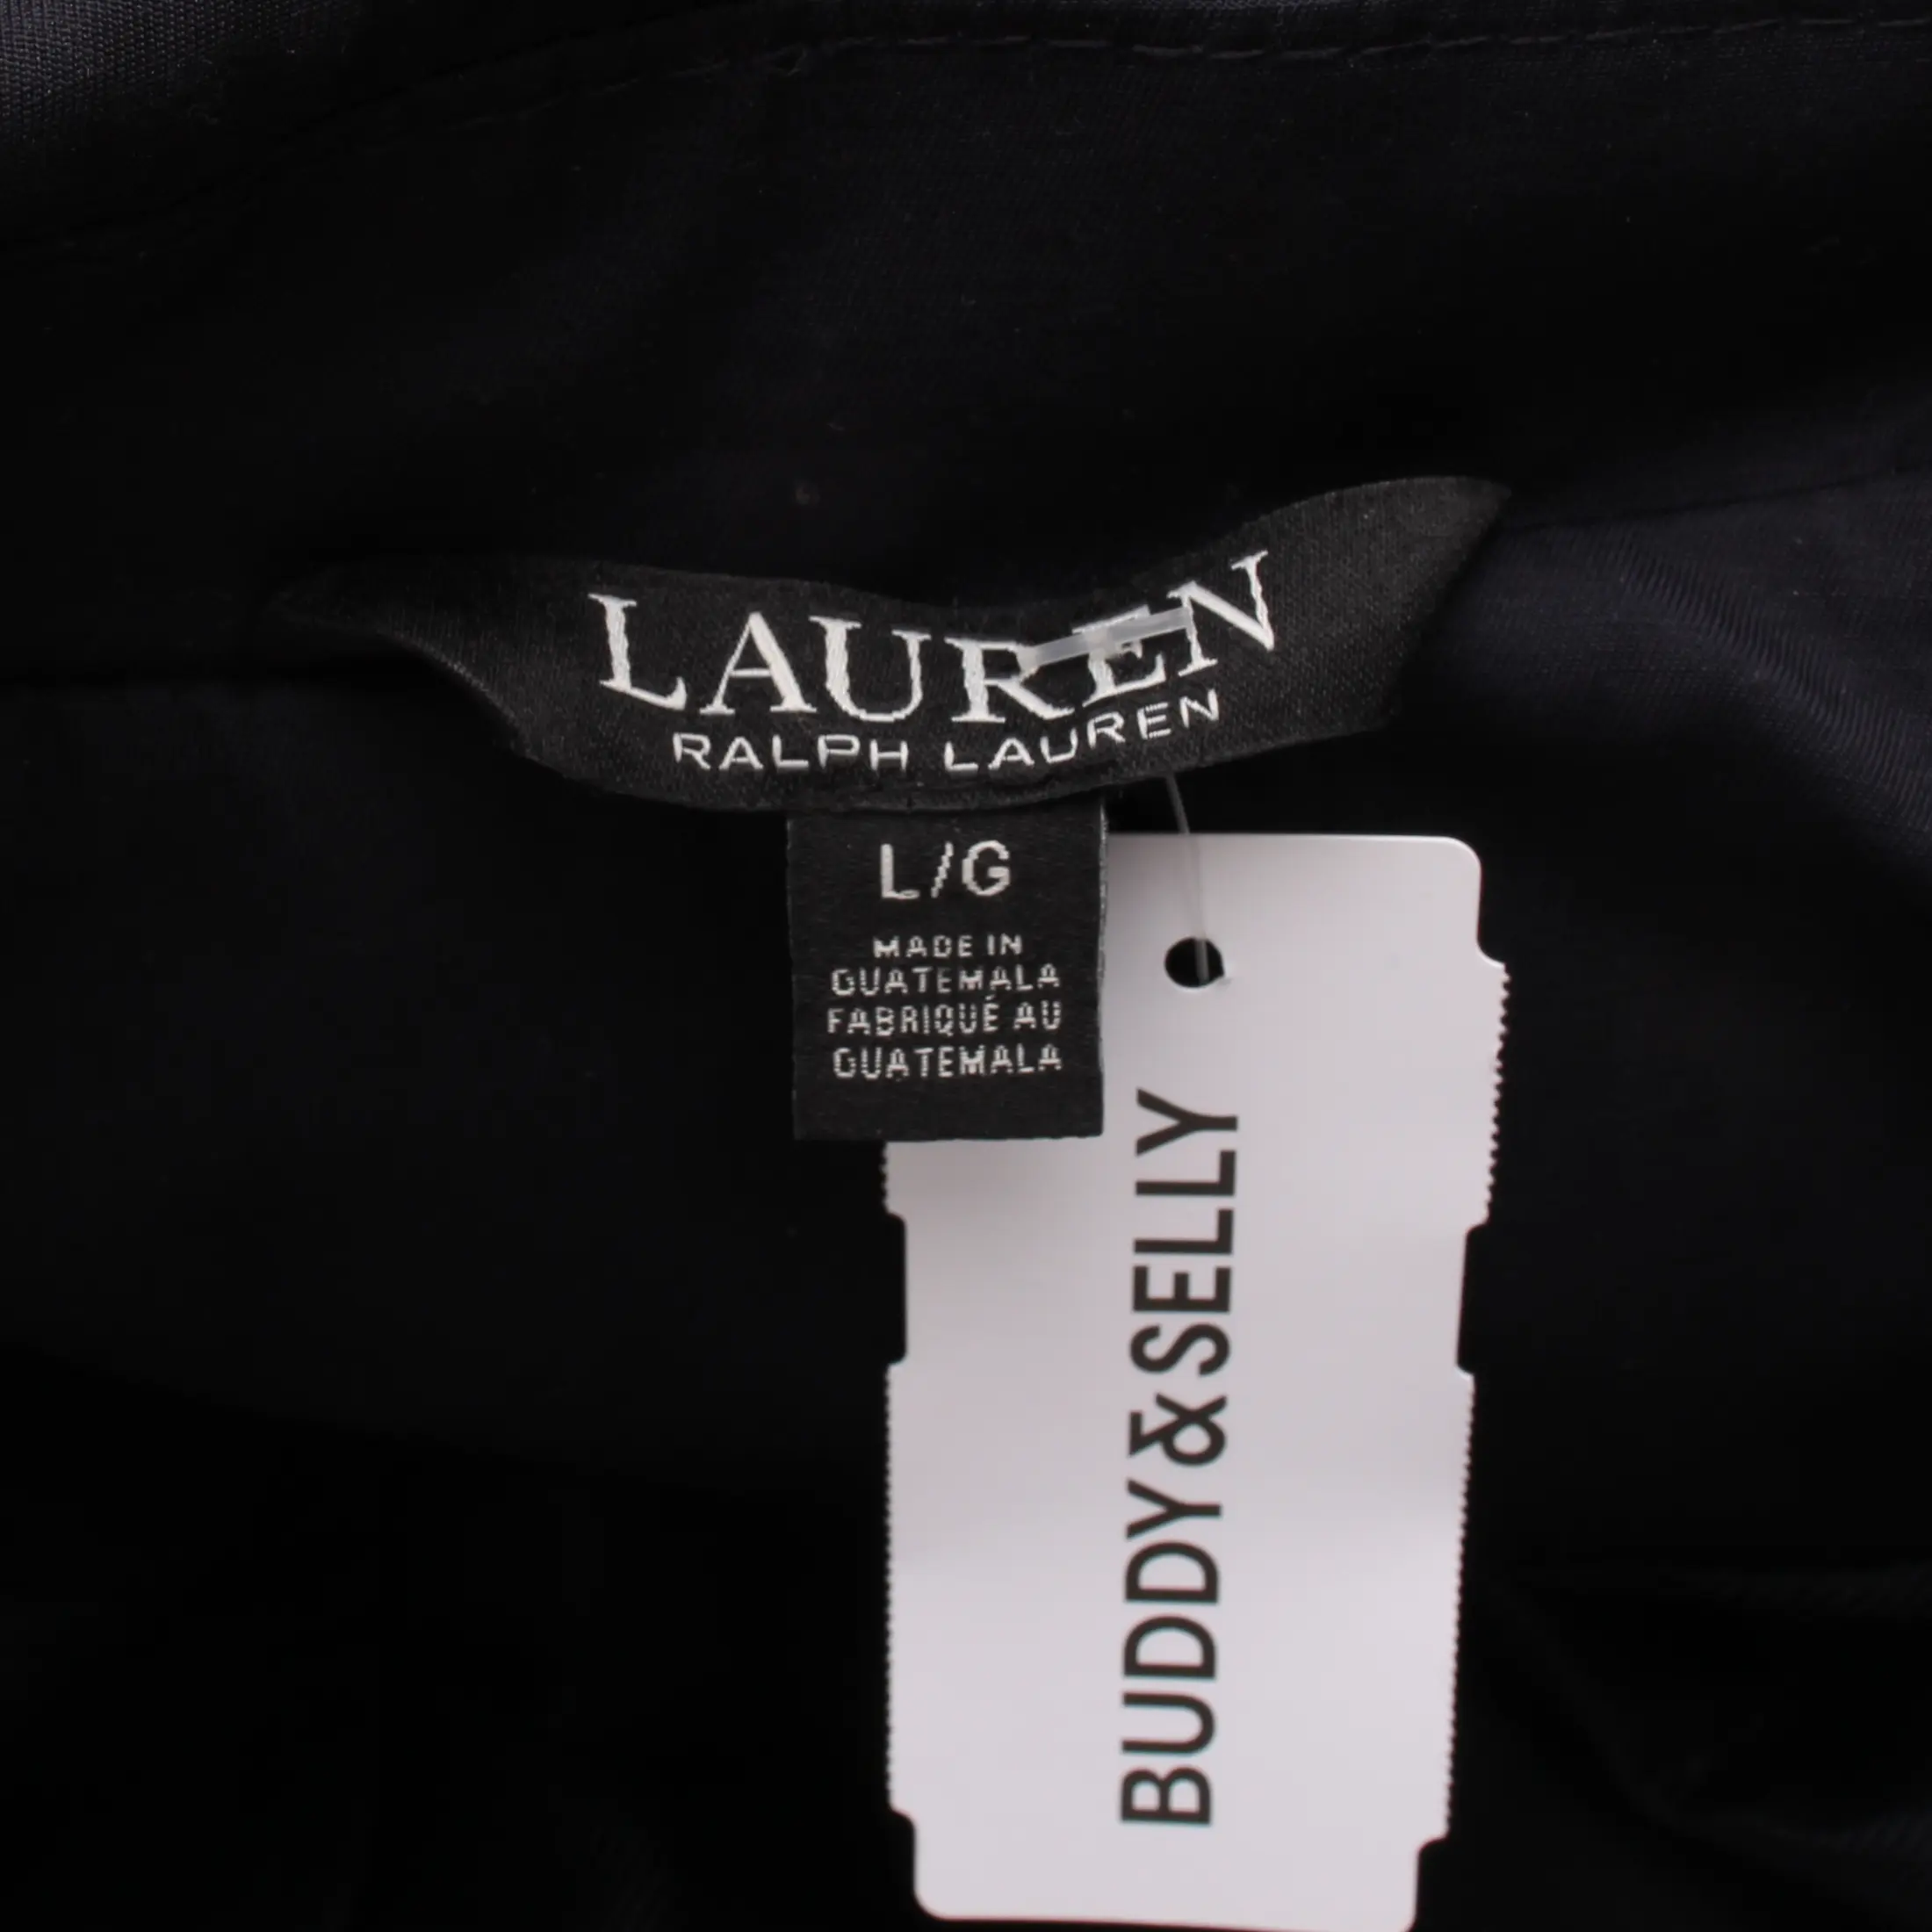 LAUREN
RALPH LAUREN
L/G
MADE IN
GUATEMALA
FABRIQUÉ AU
GUATEMALA
BUDDY&SELLY